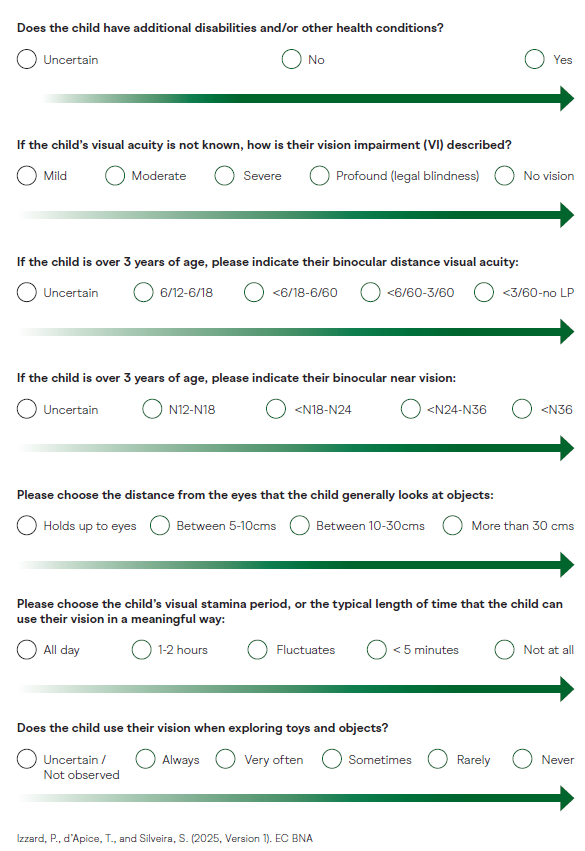 Does the child have additional disabilities and/or other health conditions?
Uncertain No Yes
If the child's visual acuity is not known, how is their vision impairment (VI) described?
Mild Moderate Severe Profound (legal blindness) No vision
If the child is over 3 years of age, please indicate their binocular distance visual acuity:
Uncertain 6/12-6/18 <6/18-6/60 <6/60-3/60 <3/60-no LP
If the child is over 3 years of age, please indicate their binocular near vision:
Uncertain N12-N18 <N18-N24 <N24-N36 <N36
Please choose the distance from the eyes that the child generally looks at objects:
Holds up to eyes Between 5-10cms Between 10-30cms More than 30 cms
Please choose the child's visual stamina period, or the typical length of time that the child can
use their vision in a meaningful way:
All day 1-2 hours Fluctuates < 5 minutes Not at all
Does the child use their vision when exploring toys and objects?
Uncertain / Always Very often Sometimes Rarely Never
Not observed
Izzard, P., d'Apice, T., and Silveira, S. (2025, Version 1). EC BNA